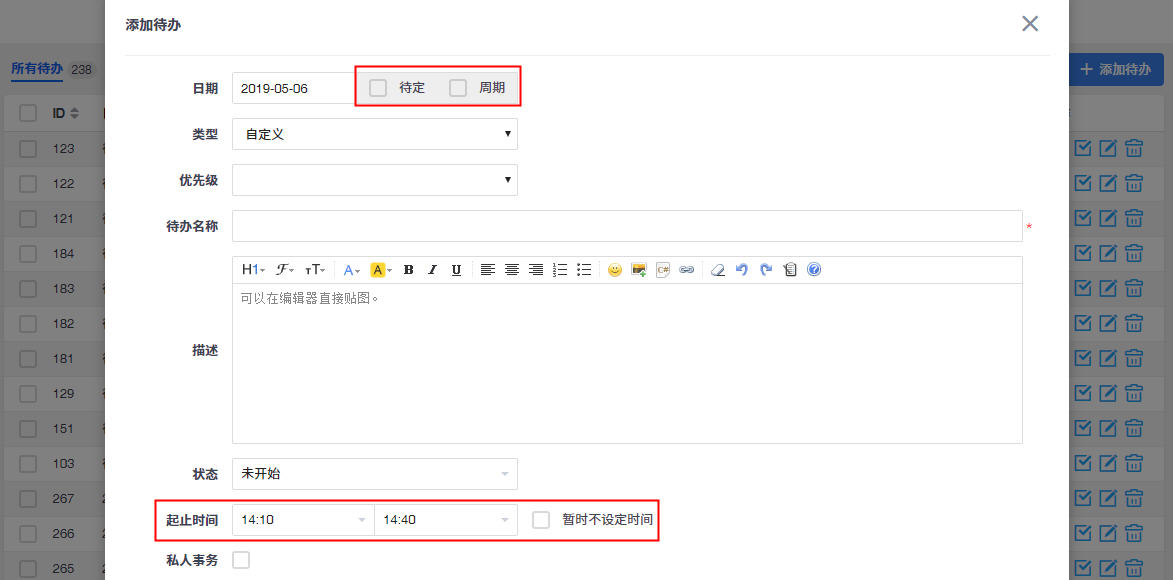 添加待办
所有待办 238
添加待办
日期 2019-05-06 待定 周期
ID
类型 自定义
123
优先级
122
待办名称 *
121
H1 ℱ TT A A B I U C#
184
可以在编辑器直接贴图。
183
182
描述
181
129
151
状态 未开始
103
267
起止时间 14:10 14:40 暂时不设定时间
266
私人事务
265